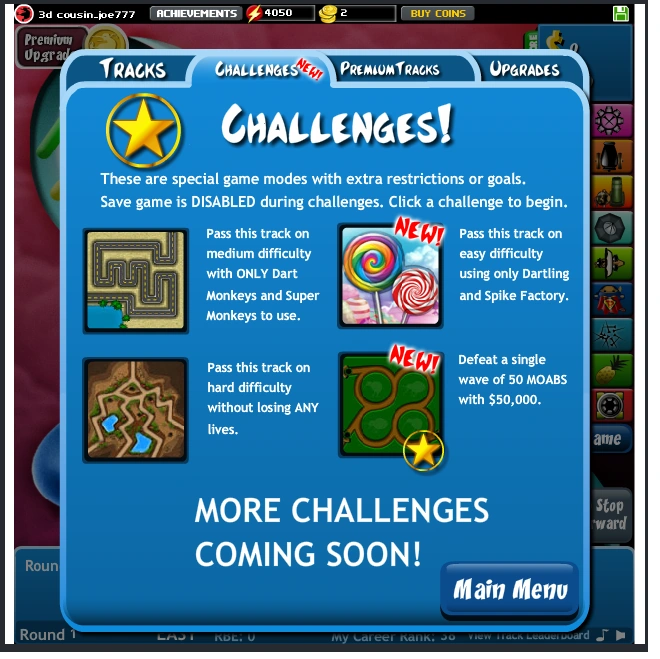 3d cousin_joe777 ACHIEVEMENTS 4050 2 BUY COINS
Premium
Upgrad
TRACKS CHALLENGES NEW! PREMIUM TRACKS UPGRADES
CHALLENGES!
These are special game modes with extra restrictions or goals.
Save game is DISABLED during challenges. Click a challenge to begin.
Pass this track on
medium difficulty
with ONLY Dart
Monkeys and Super
Monkeys to use.
NEW!
Pass this track on
easy difficulty
using only Dartling
and Spike Factory.
Pass this track on
hard difficulty
without losing ANY
lives.
NEW!
Defeat a single
wave of 50 MOABS
with $50,000.
MORE CHALLENGES
COMING SOON!
Main Menu
ame
Stop
rward
Roun
Round 1 EASY RBE: 0 My Career Rank: 38 View Track Leaderboard